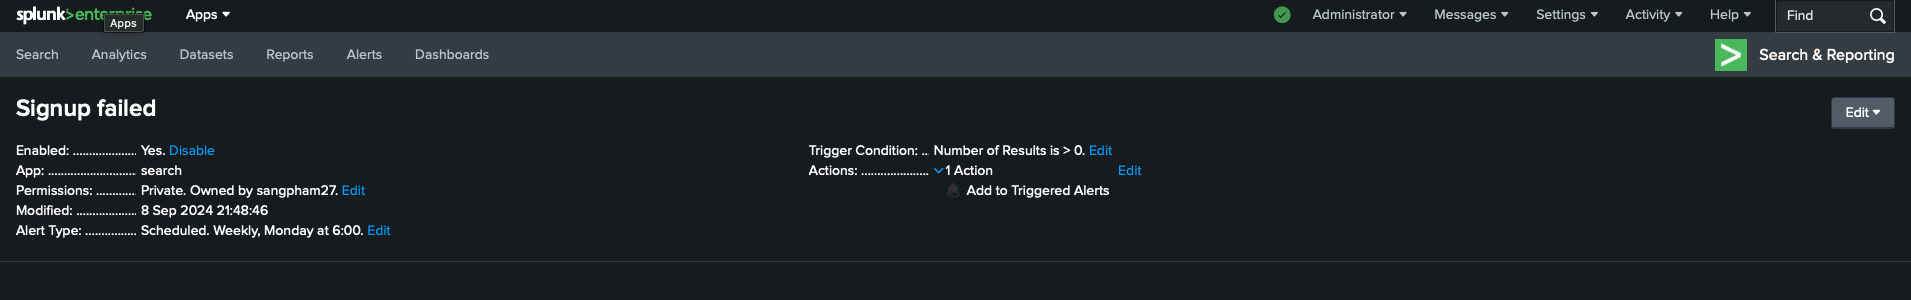 splunk>enterprise Apps Administrator Messages Settings Activity Help Find
Apps
Search Analytics Datasets Reports Alerts Dashboards > Search & Reporting
Signup failed
Edit
Enabled: ................... Yes. Disable
App: .......................... search
Permissions: ............ Private. Owned by sangpham27. Edit
Modified: .................. 8 Sep 2024 21:48:46
Alert Type: ............... Scheduled. Weekly, Monday at 6:00. Edit
Trigger Condition: .. Number of Results is > 0. Edit
Actions: .................... 1 Action Edit
Add to Triggered Alerts